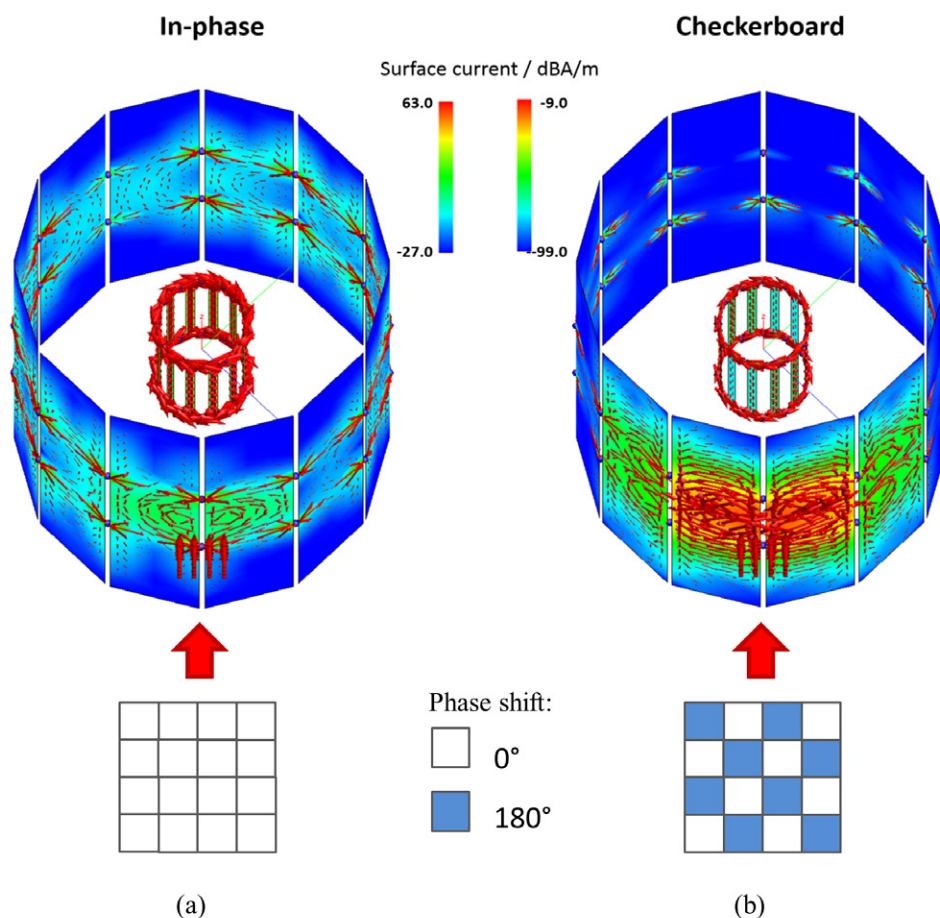 In-phase
Checkerboard
Surface current / dBA/m
63.0
-9.0
-27.0
-99.0
z
z
Phase shift:
0°
180°
(a)
(b)